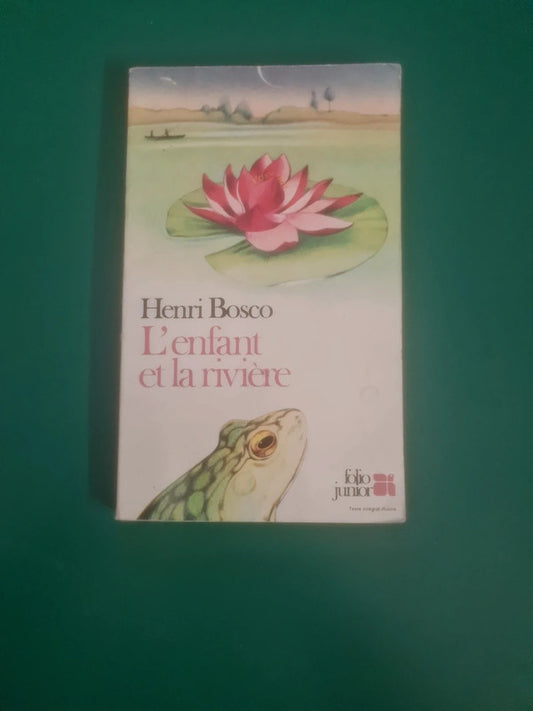 Henri Bosco
L'enfant
et la rivière
folio
junior
Texte intégral illustré